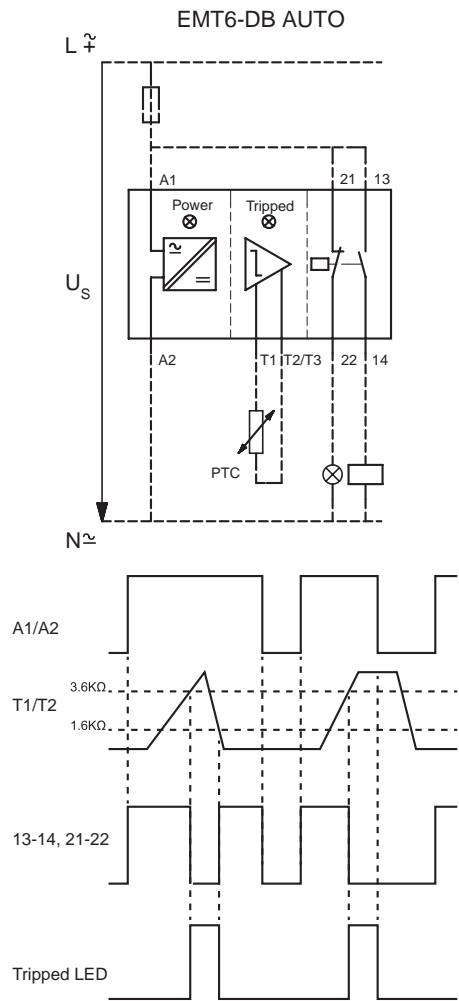 EMT6-DB AUTO
L ≂
A1 21 13
Power Tripped
U_S
A2 T1 T2/T3 22 14
PTC
N ≃
A1/A2
3.6KΩ
T1/T2
1.6KΩ
13-14, 21-22
Tripped LED